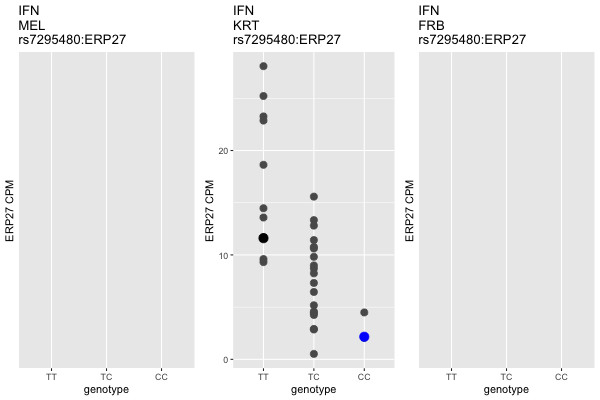 IFN
MEL
rs7295480:ERP27
ERP27 CPM
TT TC CC
genotype
IFN
KRT
rs7295480:ERP27
ERP27 CPM
20
10
0
TT TC CC
genotype
IFN
FRB
rs7295480:ERP27
ERP27 CPM
TT TC CC
genotype